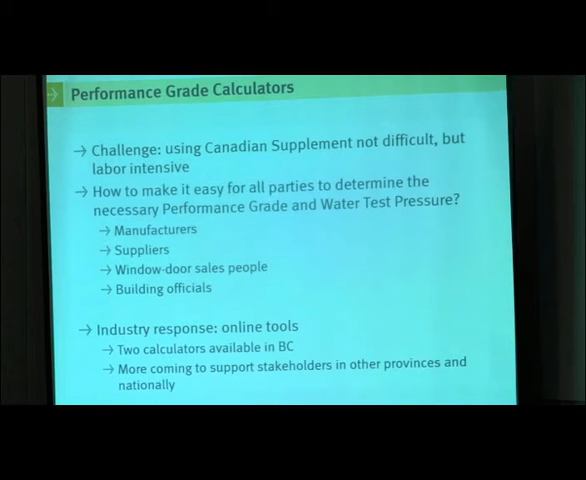 → Performance Grade Calculators
→ Challenge: using Canadian Supplement not difficult, but
labor intensive
→ How to make it easy for all parties to determine the
necessary Performance Grade and Water Test Pressure?
→ Manufacturers
→ Suppliers
→ Window-door sales people
→ Building officials
→ Industry response: online tools
→ Two calculators available in BC
→ More coming to support stakeholders in other provinces and
nationally